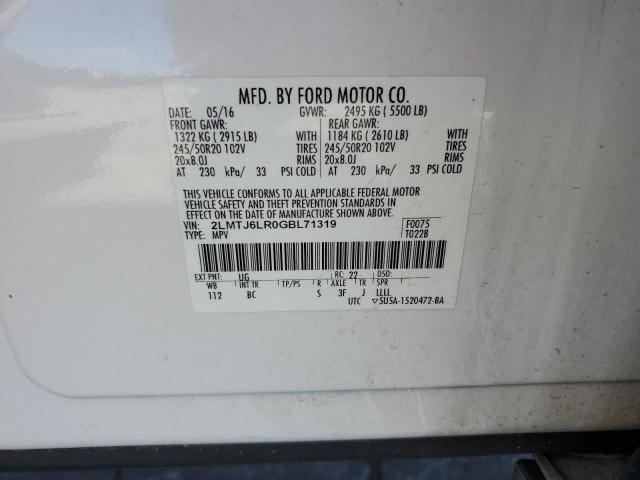 MFD. BY FORD MOTOR CO.
DATE: 05/16 GVWR: 2495 KG ( 5500 LB)
FRONT GAWR: REAR GAWR:
1322 KG ( 2915 LB) WITH 1184 KG ( 2610 LB) WITH
245/50R20 102V TIRES 245/50R20 102V TIRES
20x8.0J RIMS 20x8.0J RIMS
AT 230 kPa/ 33 PSI COLD AT 230 kPa/ 33 PSI COLD
THIS VEHICLE CONFORMS TO ALL APPLICABLE FEDERAL MOTOR
VEHICLE SAFETY AND THEFT PREVENTION STANDARDS IN
EFFECT ON THE DATE OF MANUFACTURE SHOWN ABOVE.
VIN: 2LMTJ6LR0GBL71319 F0075
TYPE: MPV T0228
EXT PNT: UG RC: 22 DSO:
WB INT TR TP/PS R AXLE TR SPR
112 BC S 3F J LLLL
UTC 5U5A-1520472-BA